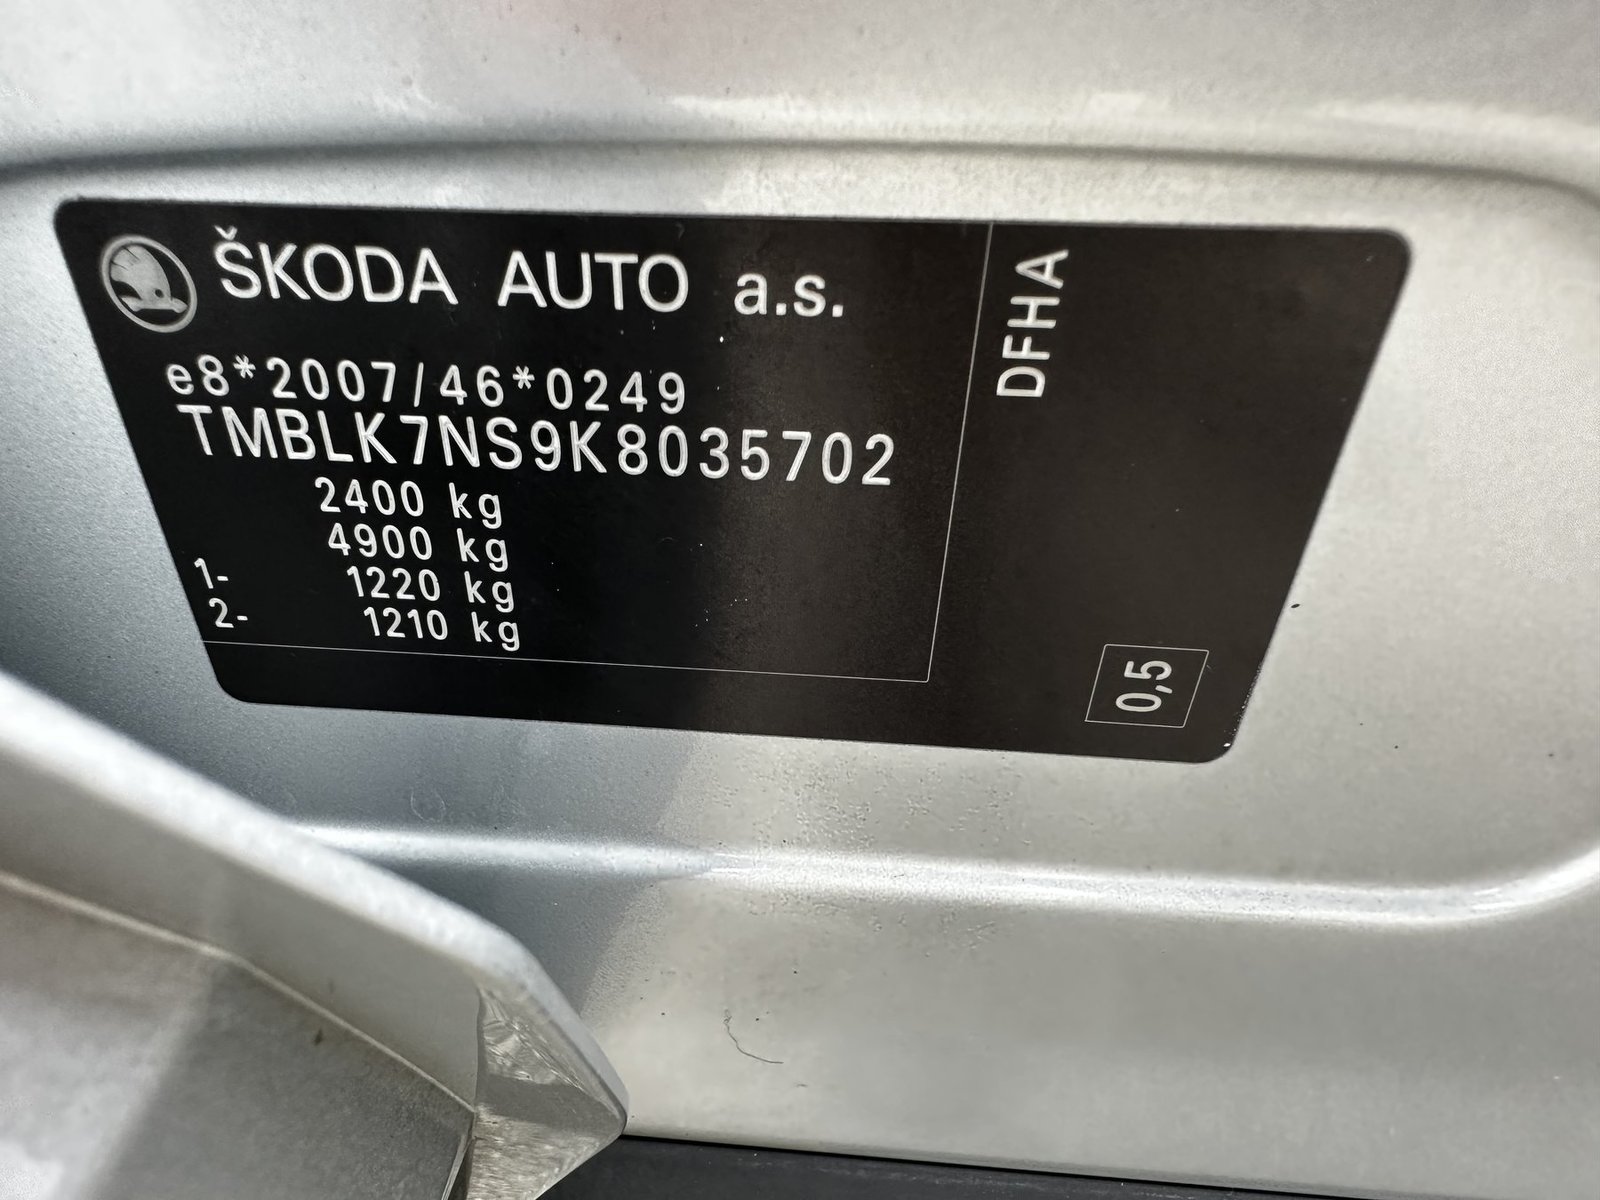 ŠKODA AUTO a.s.
e8*2007/46*0249
TMBLK7NS9K8035702
2400 kg
4900 kg
1- 1220 kg
2- 1210 kg
DFHA
0,5